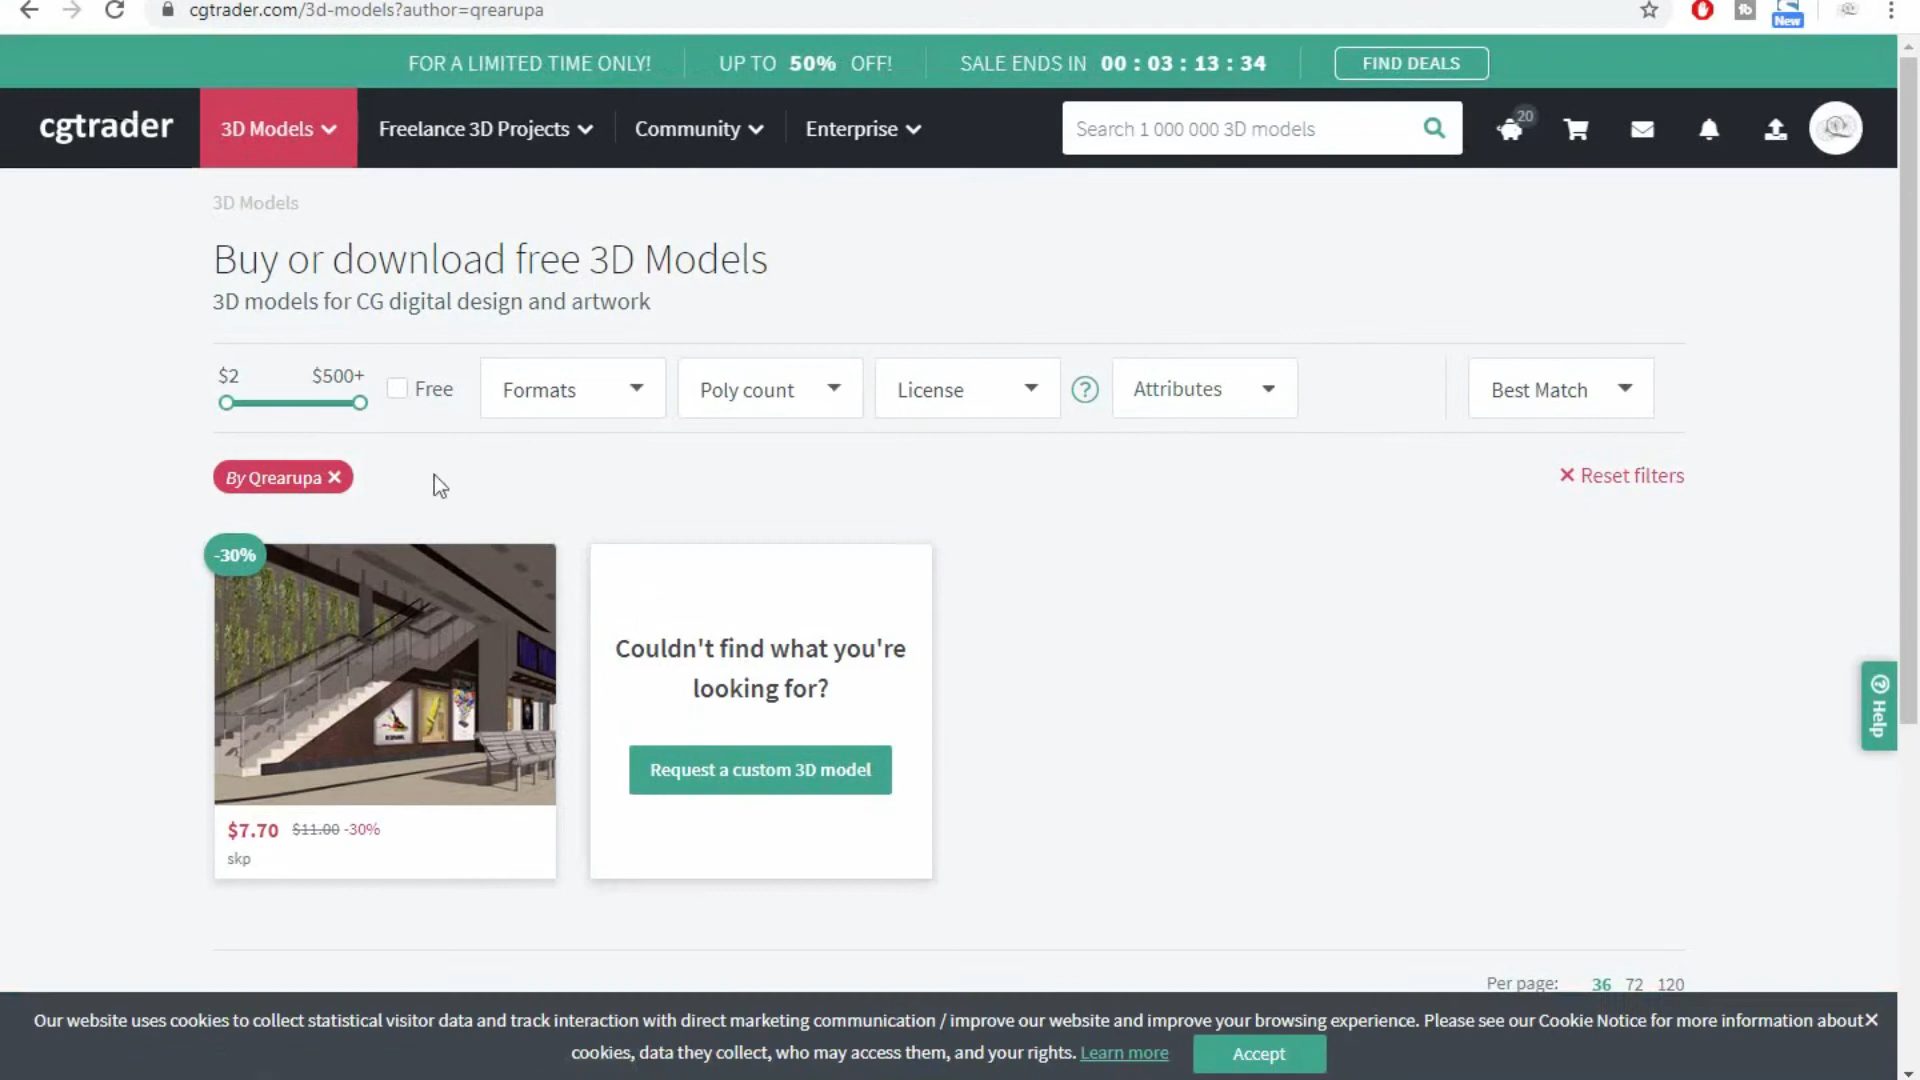 cgtrader.com/3d-models?author=qrearupa
New
FOR A LIMITED TIME ONLY! UP TO 50% OFF! SALE ENDS IN 00 : 03 : 13 : 34 FIND DEALS
cgtrader 3D Models Freelance 3D Projects Community Enterprise Search 1 000 000 3D models 20
3D Models
Buy or download free 3D Models
3D models for CG digital design and artwork
$2 $500+ Free Formats Poly count License ? Attributes Best Match
By Qrearupa × × Reset filters
-30%
Couldn't find what you're
looking for?
Request a custom 3D model
$7.70 $11.00 -30%
skp
? Help
Per page: 36 72 120
Our website uses cookies to collect statistical visitor data and track interaction with direct marketing communication / improve our website and improve your browsing experience. Please see our Cookie Notice for more information about
cookies, data they collect, who may access them, and your rights. Learn more Accept